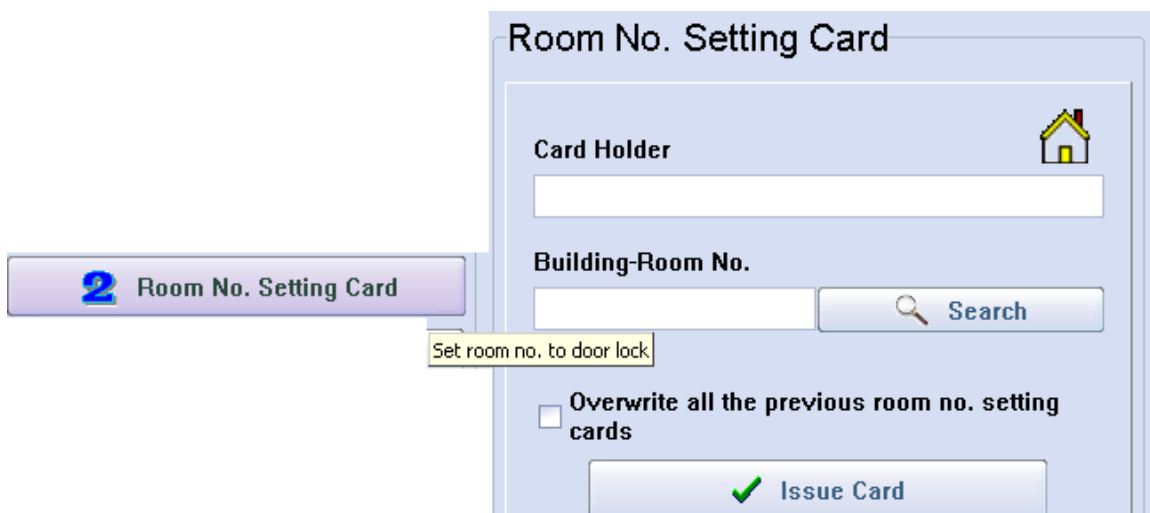 Room No. Setting Card
Card Holder
Building-Room No.
2 Room No. Setting Card
Search
Set room no. to door lock
Overwrite all the previous room no. setting
cards
Issue Card